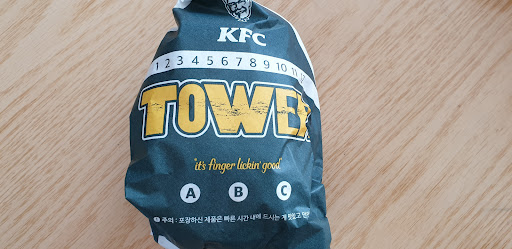 KFC
1 2 3 4 5 6 7 8 9 10 11
TOWER
"it's finger lickin' good"
A B C
주의 : 포장하신 제품은 빠른 시간 내에 드시는 게